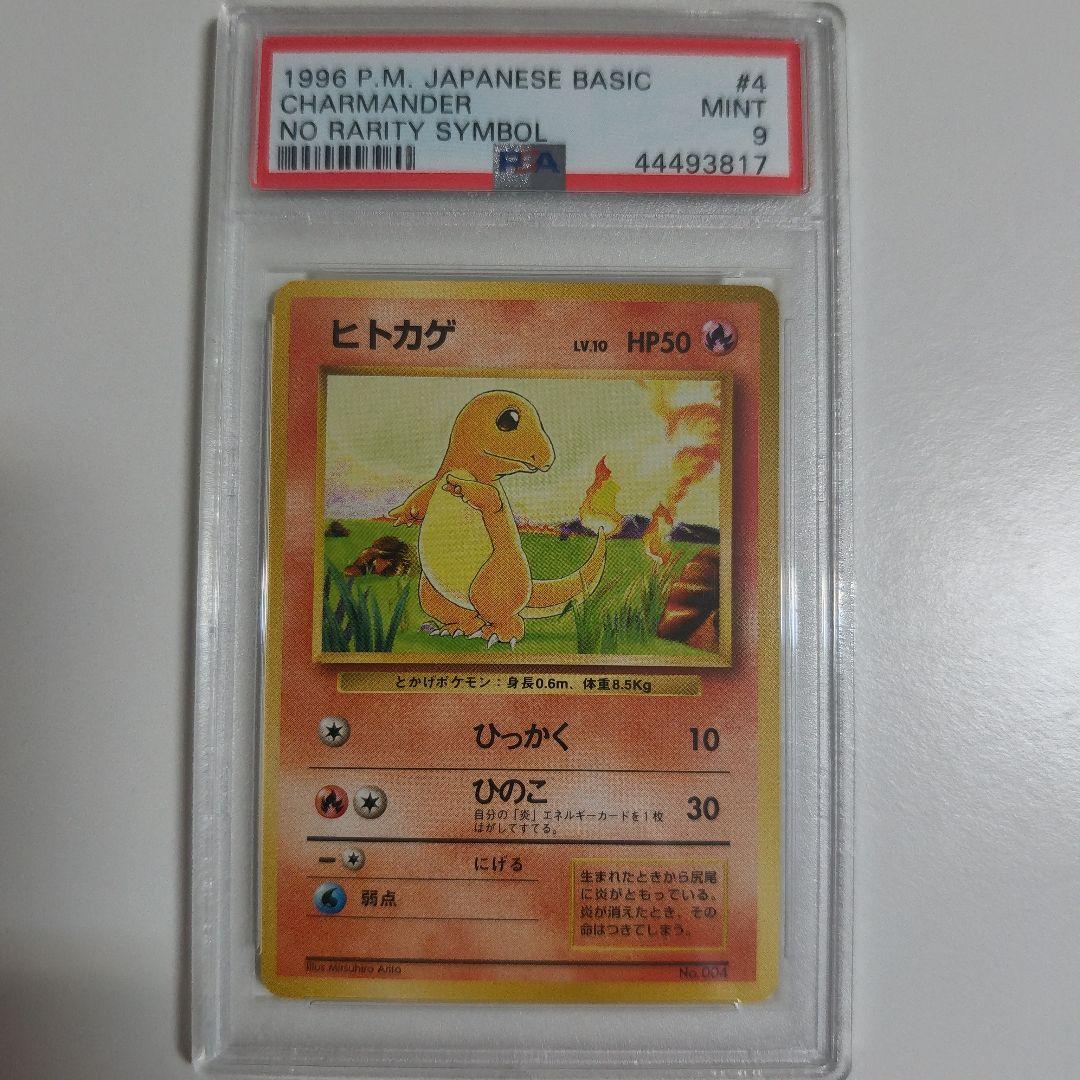 1996 P.M. JAPANESE BASIC #4
CHARMANDER MINT
NO RARITY SYMBOL 9
PSA 44493817
ヒトカゲ LV.10 HP50
とかげポケモン：身長0.6m、体重8.5Kg
ひっかく 10
ひのこ 30
自分の「炎」エネルギーカードを1枚
はがしてすてる。
にげる
弱点
生まれたときから尻尾
に炎がともっている。
炎が消えたとき、その
命はつきてしまう。
Illus.Mitsuhiro Arita No.004